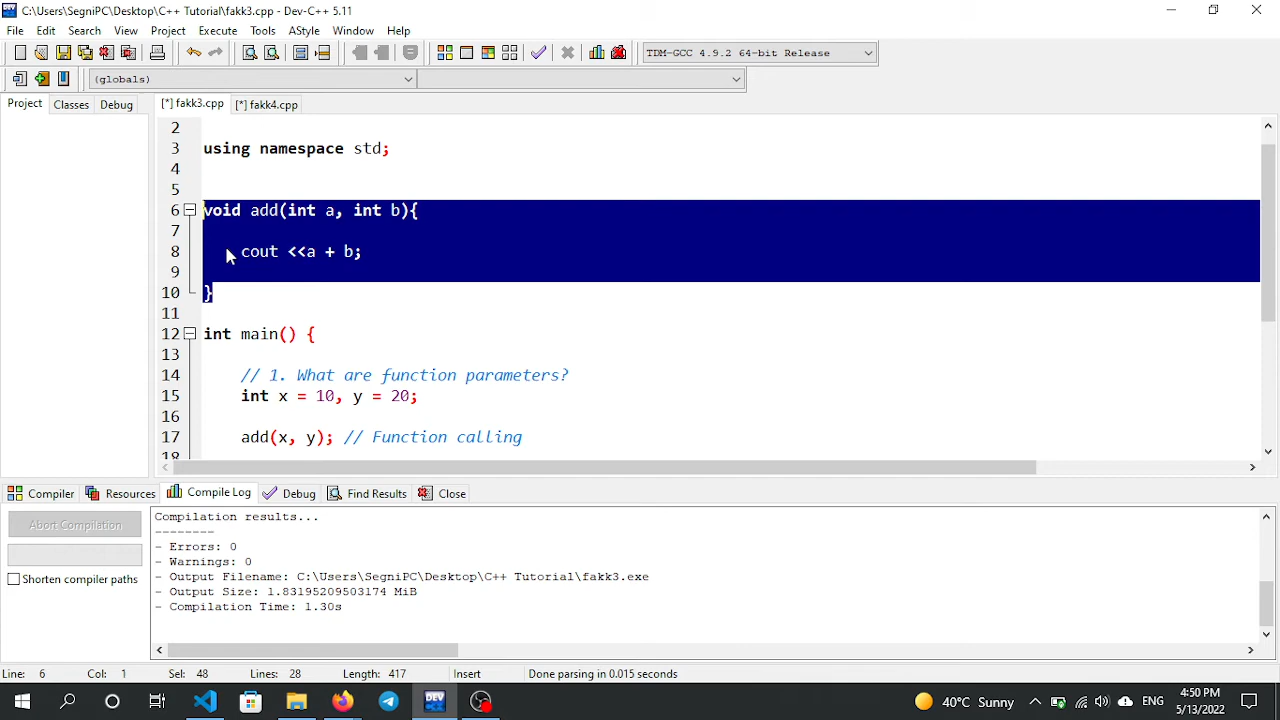 C:\Users\SegniPC\Desktop\C++ Tutorial\fakk3.cpp - Dev-C++ 5.11
File Edit Search View Project Execute Tools AStyle Window Help
TDM-GCC 4.9.2 64-bit Release
(globals)
Project Classes Debug [*] fakk3.cpp [*] fakk4.cpp
2
3 using namespace std;
4
5
6 void add(int a, int b){
7
8 cout <<a + b;
9
10 }
11
12 int main() {
13
14 // 1. What are function parameters?
15 int x = 10, y = 20;
16
17 add(x, y); // Function calling
18
Compiler Resources Compile Log Debug Find Results Close
Abort Compilation
Shorten compiler paths
Compilation results...
--------
- Errors: 0
- Warnings: 0
- Output Filename: C:\Users\SegniPC\Desktop\C++ Tutorial\fakk3.exe
- Output Size: 1.83195209503174 MiB
- Compilation Time: 1.30s
Line: 6 Col: 1 Sel: 48 Lines: 28 Length: 417 Insert Done parsing in 0.015 seconds
DEV
40°C Sunny ENG 4:50 PM
5/13/2022